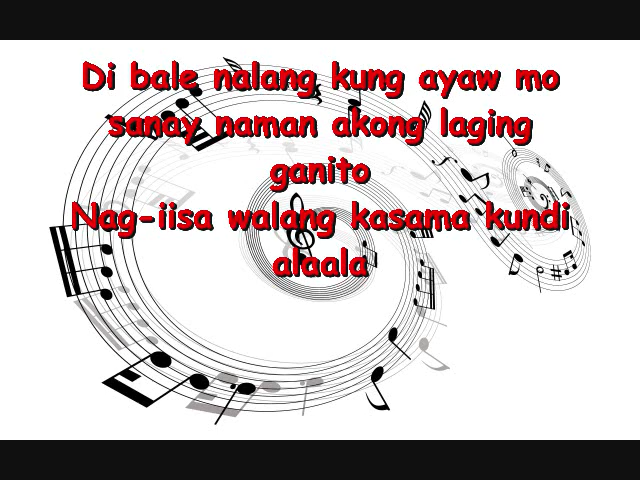 Di bale nalang kung ayaw mo
sanay naman akong laging
ganito
Nag-iisa walang kasama kundi
alaala